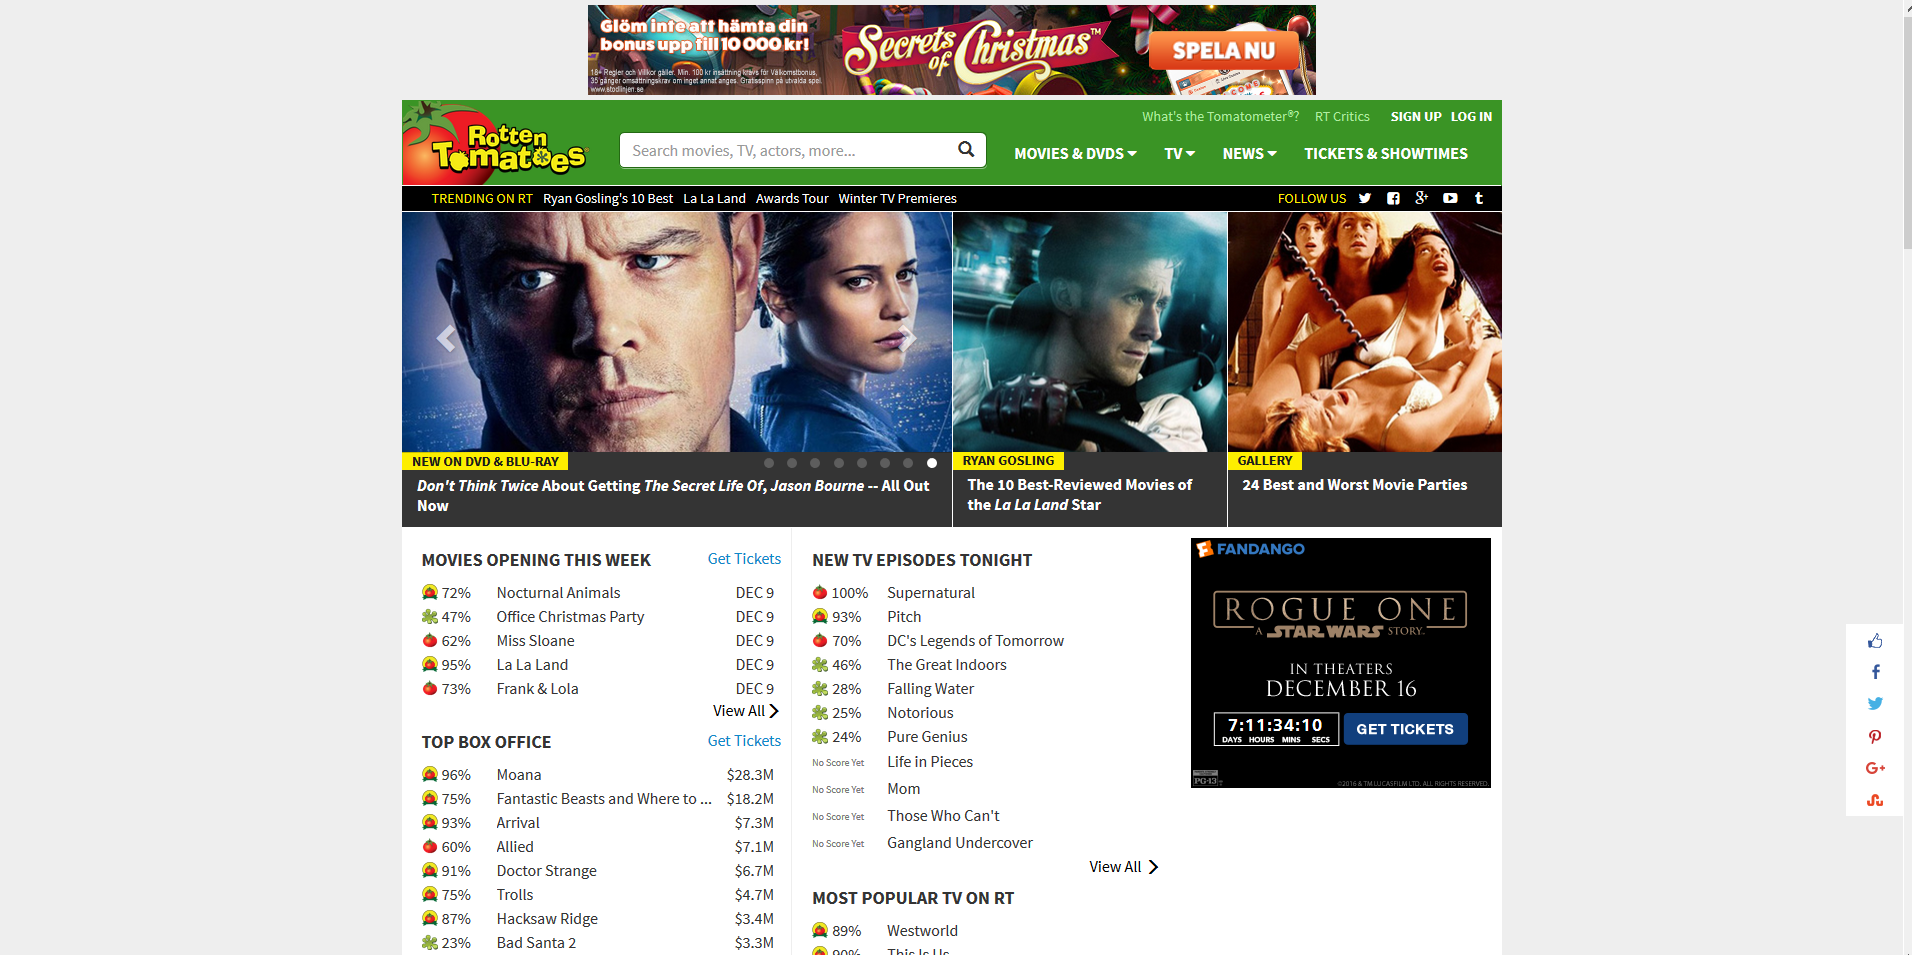 Glöm inte att hämta din
bonus upp till 10 000 kr!
18+ Regler och Villkor gäller. Min. 100 kr insättning krävs för Välkomstbonus,
35 gånger omsättningskrav om inget annat anges. Gratisspinn på utvalda spel.
www.stodlinjen.se
Secrets of Christmas™
SPELA NU
Rotten Tomatoes
Search movies, TV, actors, more...
What's the Tomatometer®? RT Critics SIGN UP LOG IN
MOVIES & DVDS TV NEWS TICKETS & SHOWTIMES
TRENDING ON RT Ryan Gosling's 10 Best La La Land Awards Tour Winter TV Premieres FOLLOW US
NEW ON DVD & BLU-RAY
Don't Think Twice About Getting The Secret Life Of, Jason Bourne -- All Out
Now
RYAN GOSLING
The 10 Best-Reviewed Movies of
the La La Land Star
GALLERY
24 Best and Worst Movie Parties
MOVIES OPENING THIS WEEK Get Tickets
72% Nocturnal Animals DEC 9
47% Office Christmas Party DEC 9
62% Miss Sloane DEC 9
95% La La Land DEC 9
73% Frank & Lola DEC 9
View All
TOP BOX OFFICE Get Tickets
96% Moana $28.3M
75% Fantastic Beasts and Where to ... $18.2M
93% Arrival $7.3M
60% Allied $7.1M
91% Doctor Strange $6.7M
75% Trolls $4.7M
87% Hacksaw Ridge $3.4M
23% Bad Santa 2 $3.3M
NEW TV EPISODES TONIGHT
100% Supernatural
93% Pitch
70% DC's Legends of Tomorrow
46% The Great Indoors
28% Falling Water
25% Notorious
24% Pure Genius
No Score Yet Life in Pieces
No Score Yet Mom
No Score Yet Those Who Can't
No Score Yet Gangland Undercover
View All
MOST POPULAR TV ON RT
89% Westworld
90% This Is Us
FANDANGO
ROGUE ONE
A STAR WARS STORY
IN THEATERS
DECEMBER 16
7:11:34:10
DAYS HOURS MINS SECS
GET TICKETS
PG-13
©2016 & TM LUCASFILM LTD. ALL RIGHTS RESERVED.